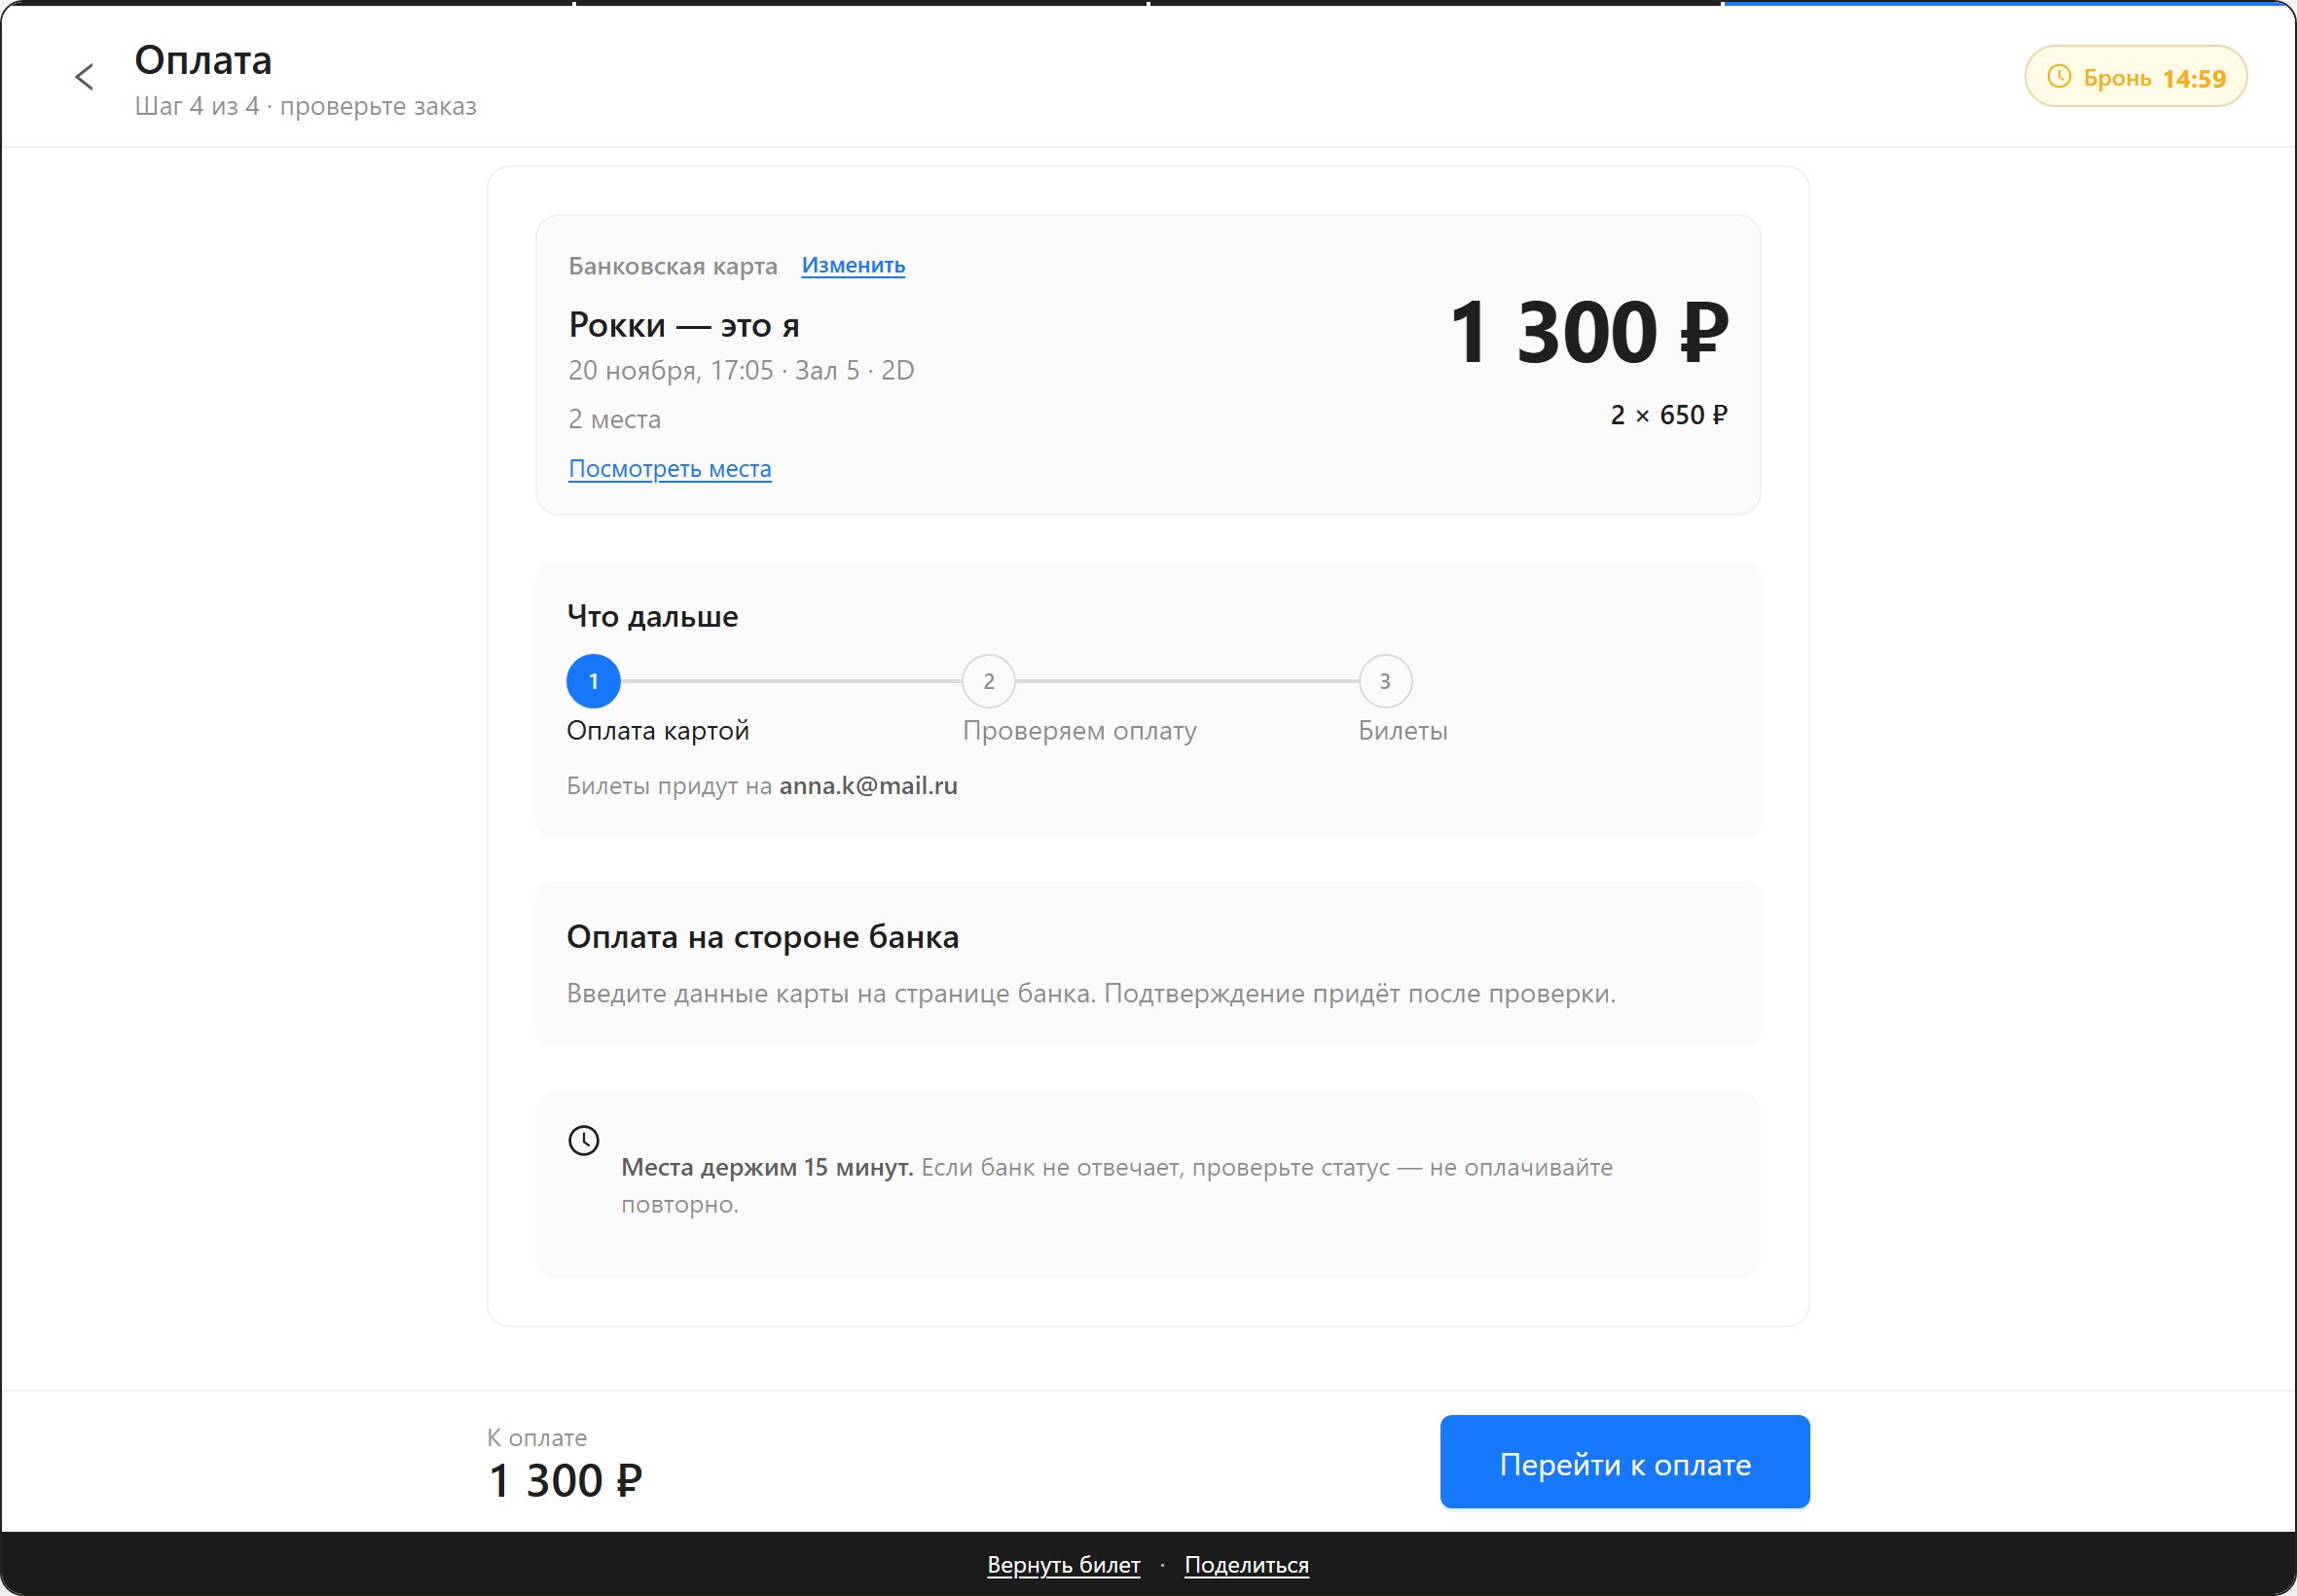 Оплата
Шаг 4 из 4 · проверьте заказ
Бронь 14:59
Банковская карта Изменить
Рокки — это я
20 ноября, 17:05 · Зал 5 · 2D
2 места
Посмотреть места
1 300 ₽
2 × 650 ₽
Что дальше
1 2 3
Оплата картой Проверяем оплату Билеты
Билеты придут на anna.k@mail.ru
Оплата на стороне банка
Введите данные карты на странице банка. Подтверждение придёт после проверки.
Места держим 15 минут. Если банк не отвечает, проверьте статус — не оплачивайте
повторно.
К оплате
1 300 ₽
Перейти к оплате
Вернуть билет · Поделиться